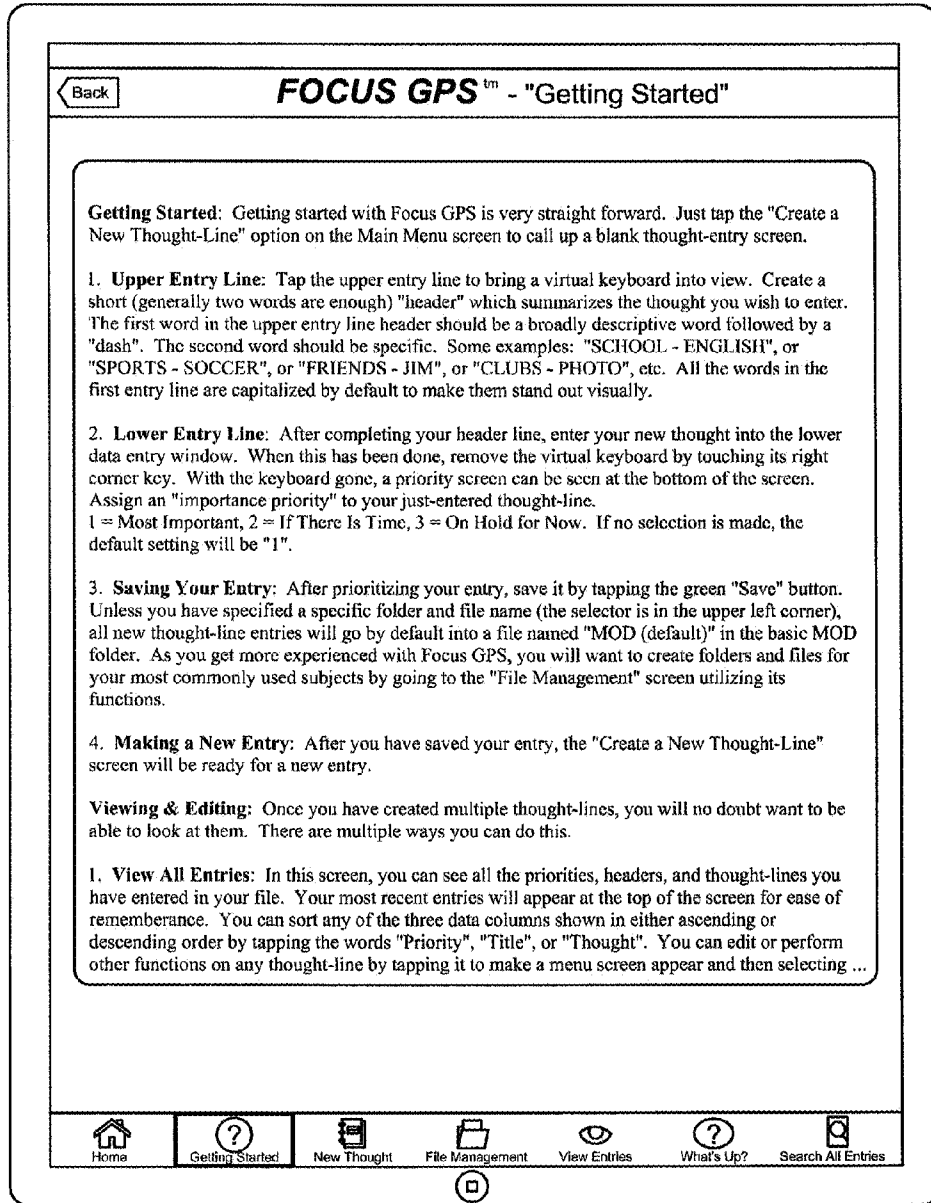 Back
FOCUS GPS tm - "Getting Started"
Getting Started: Getting started with Focus GPS is very straight forward. Just tap the "Create a
New Thought-Line" option on the Main Menu screen to call up a blank thought-entry screen.
1. Upper Entry Line: Tap the upper entry line to bring a virtual keyboard into view. Create a
short (generally two words are enough) "header" which summarizes the thought you wish to enter.
The first word in the upper entry line header should be a broadly descriptive word followed by a
"dash". The second word should be specific. Some examples: "SCHOOL - ENGLISH", or
"SPORTS - SOCCER", or "FRIENDS - JIM", or "CLUBS - PHOTO", etc. All the words in the
first entry line are capitalized by default to make them stand out visually.
2. Lower Entry Line: After completing your header line, enter your new thought into the lower
data entry window. When this has been done, remove the virtual keyboard by touching its right
corner key. With the keyboard gone, a priority screen can be seen at the bottom of the screen.
Assign an "importance priority" to your just-entered thought-line.
1 = Most Important, 2 = If There Is Time, 3 = On Hold for Now. If no selection is made, the
default setting will be "1".
3. Saving Your Entry: After prioritizing your entry, save it by tapping the green "Save" button.
Unless you have specified a specific folder and file name (the selector is in the upper left corner),
all new thought-line entries will go by default into a file named "MOD (default)" in the basic MOD
folder. As you get more experienced with Focus GPS, you will want to create folders and files for
your most commonly used subjects by going to the "File Management" screen utilizing its
functions.
4. Making a New Entry: After you have saved your entry, the "Create a New Thought-Line"
screen will be ready for a new entry.
Viewing & Editing: Once you have created multiple thought-lines, you will no doubt want to be
able to look at them. There are multiple ways you can do this.
1. View All Entries: In this screen, you can see all the priorities, headers, and thought-lines you
have entered in your file. Your most recent entries will appear at the top of the screen for ease of
rememberance. You can sort any of the three data columns shown in either ascending or
descending order by tapping the words "Priority", "Title", or "Thought". You can edit or perform
other functions on any thought-line by tapping it to make a menu screen appear and then selecting ...
Home Getting Started New Thought File Management View Entries What's Up? Search All Entries